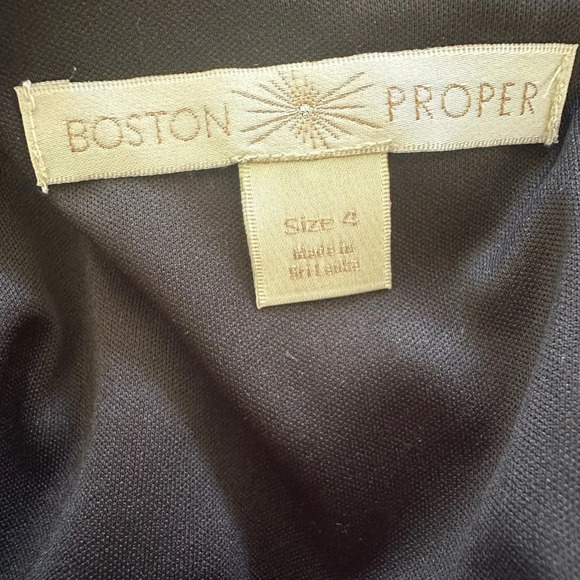 BOSTON PROPER
Size 4
Made in
Sri Lanka